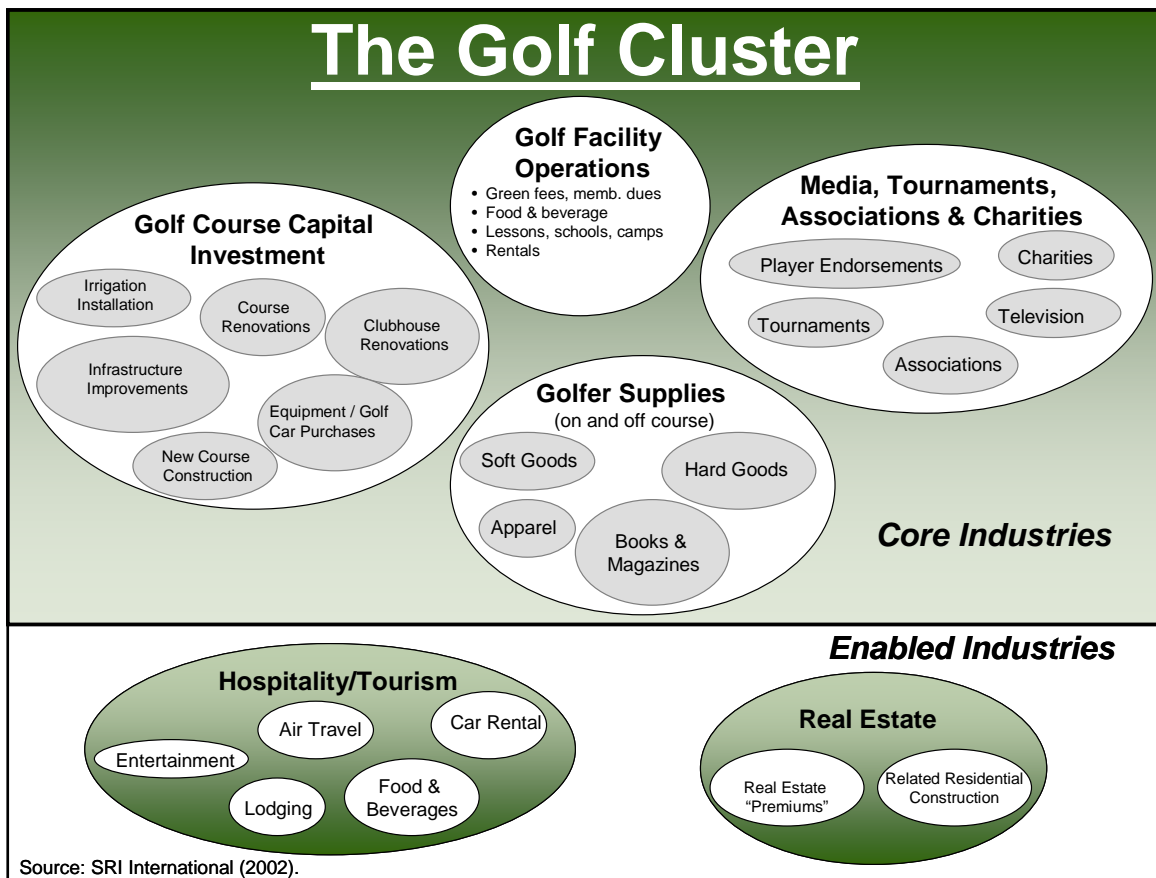 The Golf Cluster
Golf Facility
Operations
• Green fees, memb. dues
• Food & beverage
• Lessons, schools, camps
• Rentals
Golf Course Capital
Investment
Irrigation
Installation
Course
Renovations
Clubhouse
Renovations
Infrastructure
Improvements
Equipment / Golf
Car Purchases
New Course
Construction
Media, Tournaments,
Associations & Charities
Player Endorsements
Charities
Tournaments
Television
Associations
Golfer Supplies
(on and off course)
Soft Goods
Hard Goods
Apparel
Books &
Magazines
Core Industries
Enabled Industries
Hospitality/Tourism
Air Travel
Car Rental
Entertainment
Lodging
Food &
Beverages
Real Estate
Real Estate
“Premiums”
Related Residential
Construction
Source: SRI International (2002).